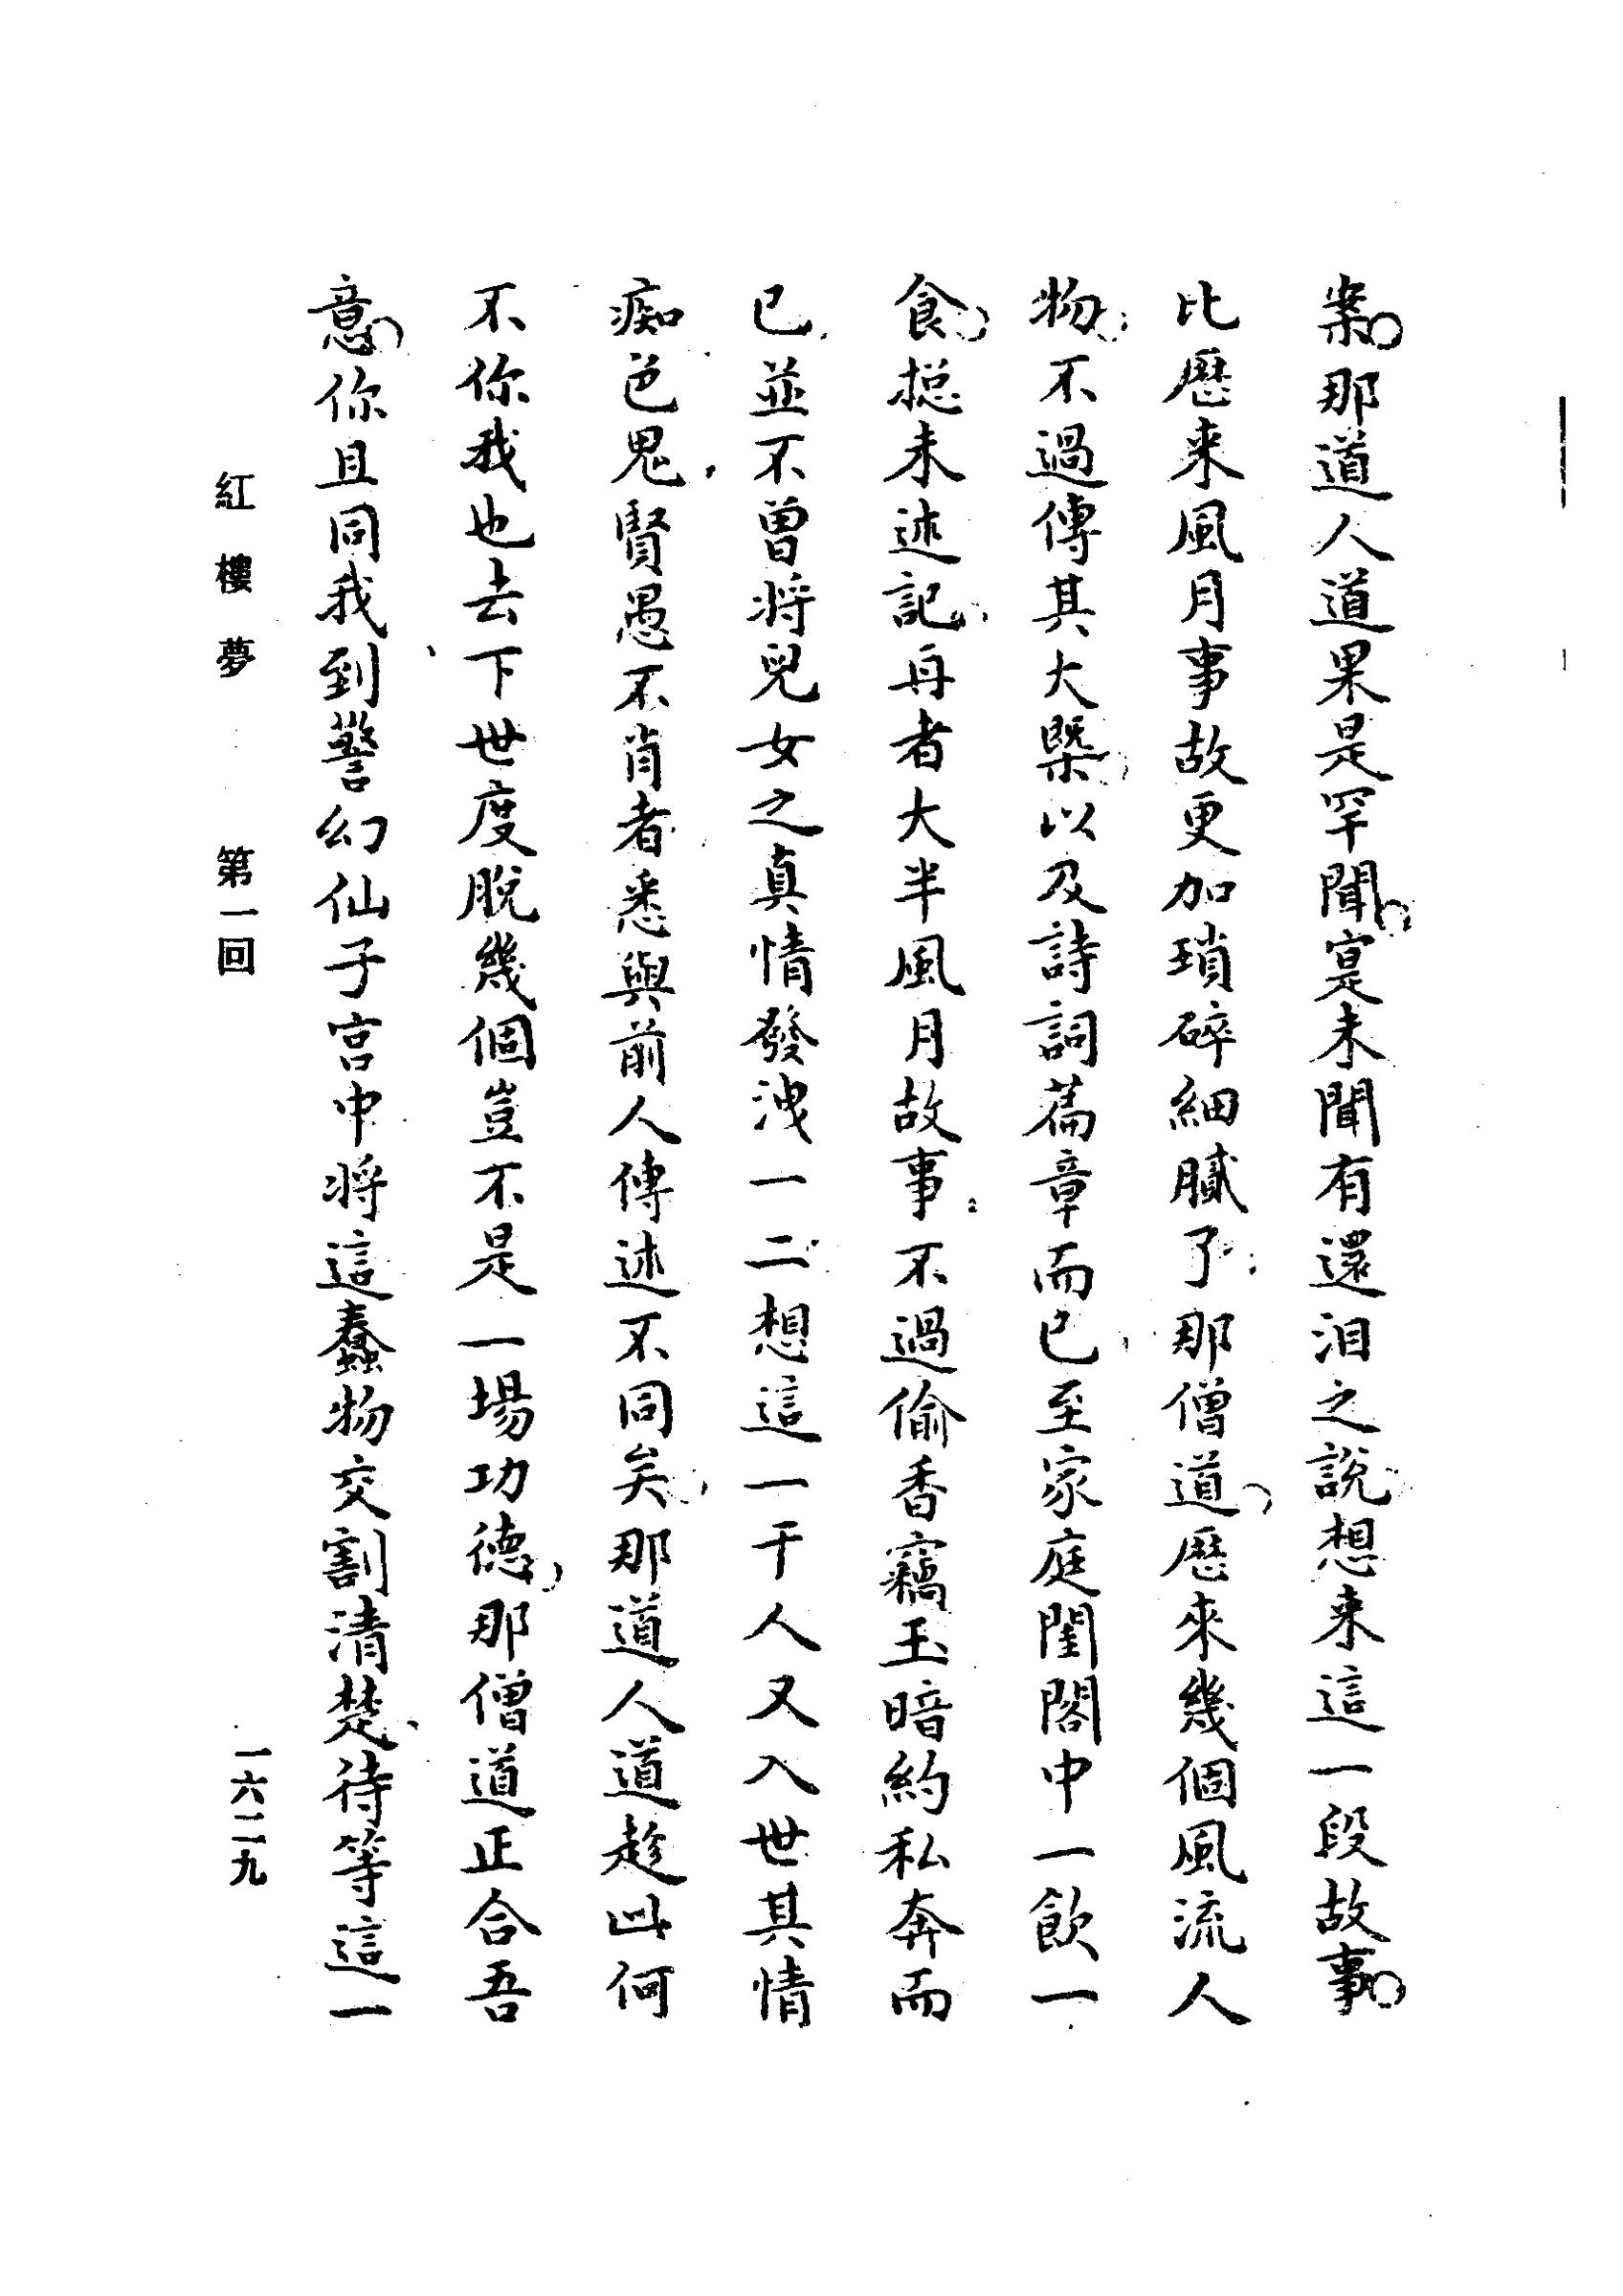 案那道人道果是罕聞寔未聞有還泪之說想来這一段故事
比歷来風月事故更加瑣碎細膩了那僧道歷來幾個風流人
物不過傳其大槩以及詩詞篇章而已至家庭閨閣中一飲一
食捴未述記再者大半風月故事不過偷香竊玉暗約私奔而
已並不曾將兒女之真情發洩一二想這一干人又入世其情
痴色鬼賢愚不肖者悉與前人傳述不同矣那道人道趁此何
不你我也去下世度脫幾個豈不是一場功德那僧道正合吾
意你且同我到警幻仙子宮中將這蠢物交割清楚待等這一
紅樓夢 第一回
一六二九